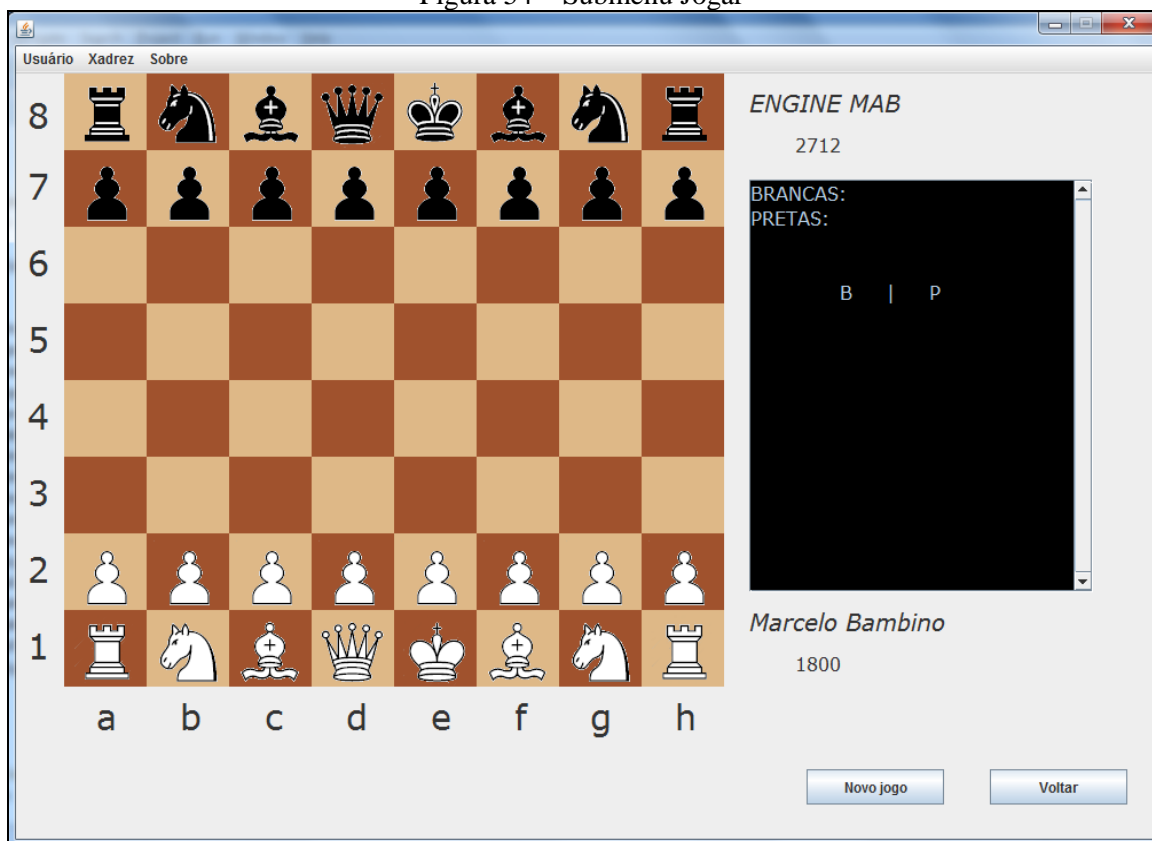 Figura 54 – Submenu Jogar
Usuário Xadrez Sobre
8
7
6
5
4
3
2
1
a b c d e f g h
ENGINE MAB
2712
BRANCAS:
PRETAS:
B | P
Marcelo Bambino
1800
Novo jogo Voltar